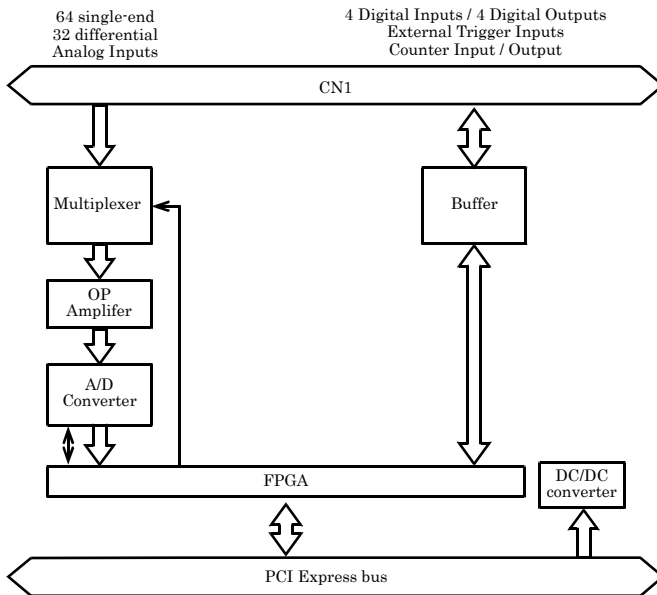 64 single-end
32 differential
Analog Inputs
4 Digital Inputs / 4 Digital Outputs
External Trigger Inputs
Counter Input / Output
CN1
Multiplexer
Buffer
OP
Amplifer
A/D
Converter
FPGA
DC/DC
converter
PCI Express bus